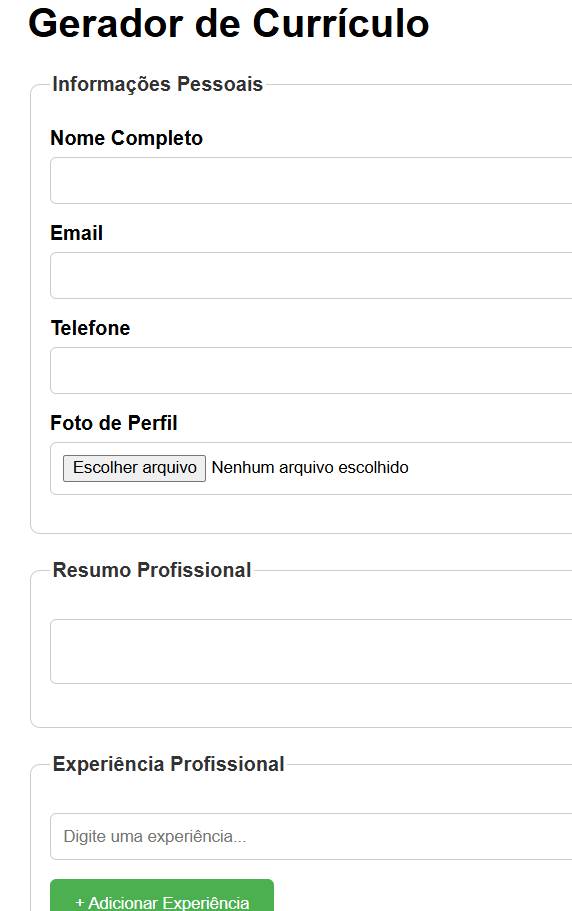 Gerador de Currículo
Informações Pessoais
Nome Completo
Email
Telefone
Foto de Perfil
Escolher arquivo Nenhum arquivo escolhido
Resumo Profissional
Experiência Profissional
Digite uma experiência...
+ Adicionar Experiência